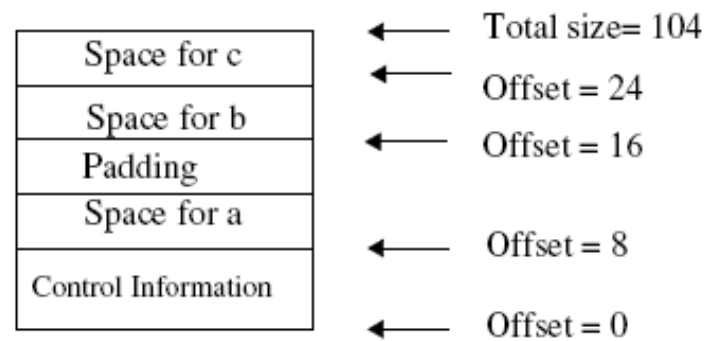 Total size= 104
Space for c
Offset = 24
Space for b
Offset = 16
Padding
Space for a
Offset = 8
Control Information
Offset = 0